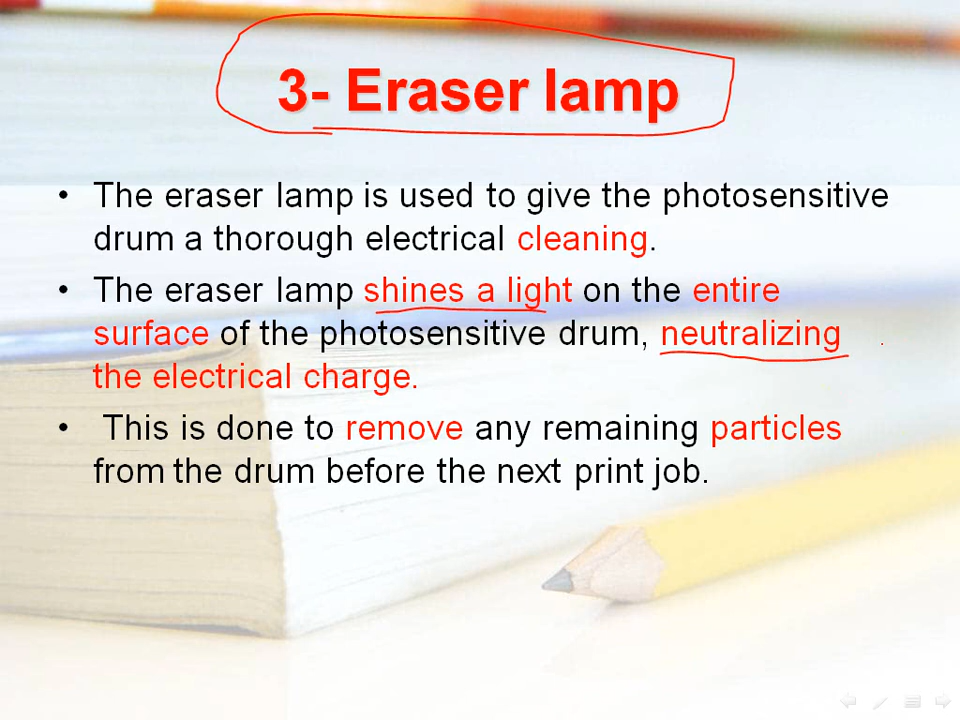 3- Eraser lamp
• The eraser lamp is used to give the photosensitive
drum a thorough electrical cleaning.
• The eraser lamp shines a light on the entire
surface of the photosensitive drum, neutralizing
the electrical charge.
• This is done to remove any remaining particles
from the drum before the next print job.